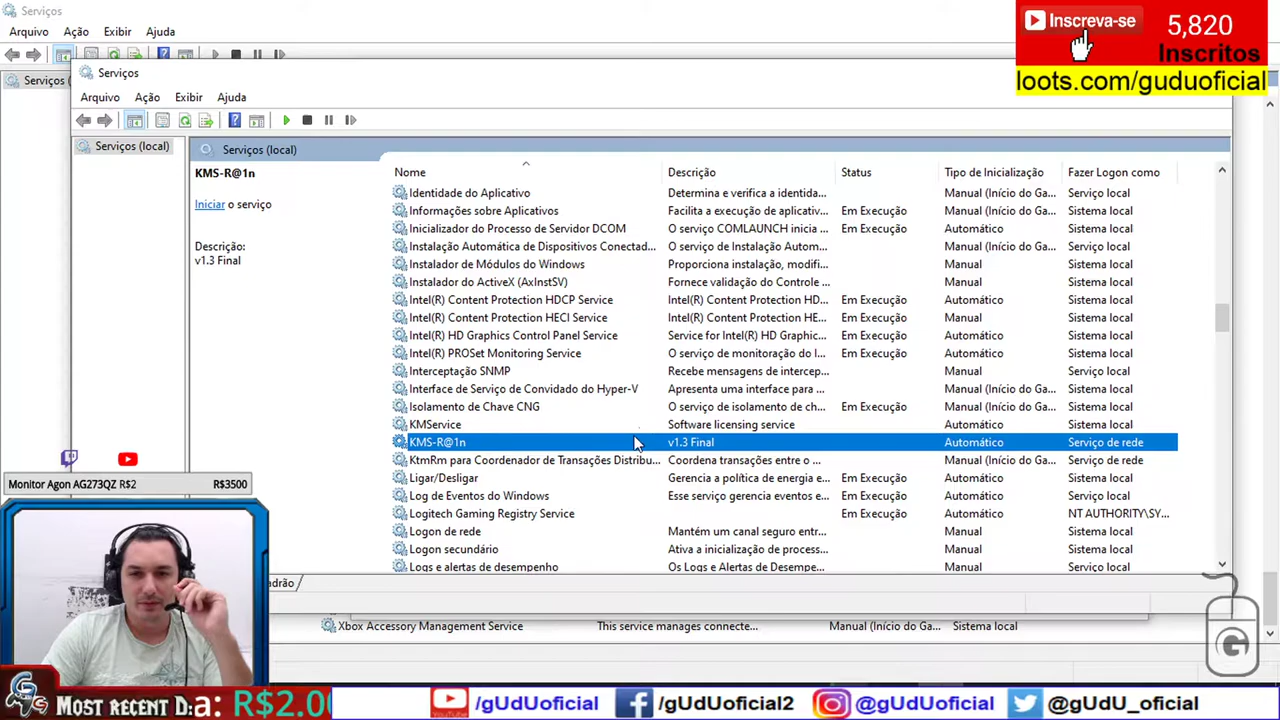 Serviços
Arquivo Ação Exibir Ajuda
Inscreva-se 5,820 Inscritos
loots.com/guduoficial
Serviços (
Serviços
Arquivo Ação Exibir Ajuda
Serviços (local)
Serviços (local)
KMS-R@1n
Iniciar o serviço
Descrição:
v1.3 Final
Nome Descrição Status Tipo de Inicialização Fazer Logon como
Identidade do Aplicativo Determina e verifica a identida... Manual (Início do Ga... Serviço local
Informações sobre Aplicativos Facilita a execução de aplicativ... Em Execução Manual (Início do Ga... Sistema local
Inicializador do Processo de Servidor DCOM O serviço COMLAUNCH inicia ... Em Execução Automático Sistema local
Instalação Automática de Dispositivos Conectad... O serviço de Instalação Autom... Manual (Início do Ga... Serviço local
Instalador de Módulos do Windows Proporciona instalação, modifi... Manual Sistema local
Instalador do ActiveX (AxInstSV) Fornece validação do Controle ... Manual Sistema local
Intel(R) Content Protection HDCP Service Intel(R) Content Protection HD... Em Execução Automático Sistema local
Intel(R) Content Protection HECI Service Intel(R) Content Protection HE... Em Execução Manual Sistema local
Intel(R) HD Graphics Control Panel Service Service for Intel(R) HD Graphic... Em Execução Automático Sistema local
Intel(R) PROSet Monitoring Service O serviço de monitoração do I... Em Execução Automático Sistema local
Interceptação SNMP Recebe mensagens de intercep... Manual Serviço local
Interface de Serviço de Convidado do Hyper-V Apresenta uma interface para ... Manual (Início do Ga... Sistema local
Isolamento de Chave CNG O serviço de isolamento de ch... Em Execução Manual (Início do Ga... Sistema local
KMService Software licensing service Automático Sistema local
KMS-R@1n v1.3 Final Automático Serviço de rede
KtmRm para Coordenador de Transações Distribu... Coordena transações entre o ... Manual (Início do Ga... Serviço de rede
Ligar/Desligar Gerencia a política de energia e... Em Execução Automático Sistema local
Log de Eventos do Windows Esse serviço gerencia eventos e... Em Execução Automático Serviço local
Logitech Gaming Registry Service Em Execução Automático NT AUTHORITY\SY...
Logon de rede Mantém um canal seguro entr... Manual Sistema local
Logon secundário Ativa a inicialização de process... Manual Sistema local
Logs e alertas de desempenho Os Logs e Alertas de Desempe... Manual Serviço local
adrão
Xbox Accessory Management Service This service manages connecte... Manual (Início do Ga... Sistema local
Monitor Agon AG273QZ R$2 R$3500
G
Most recent D:a: R$2.0
/gUdUoficial /gUdUoficial2 @gUdUoficial @gUdU_oficial